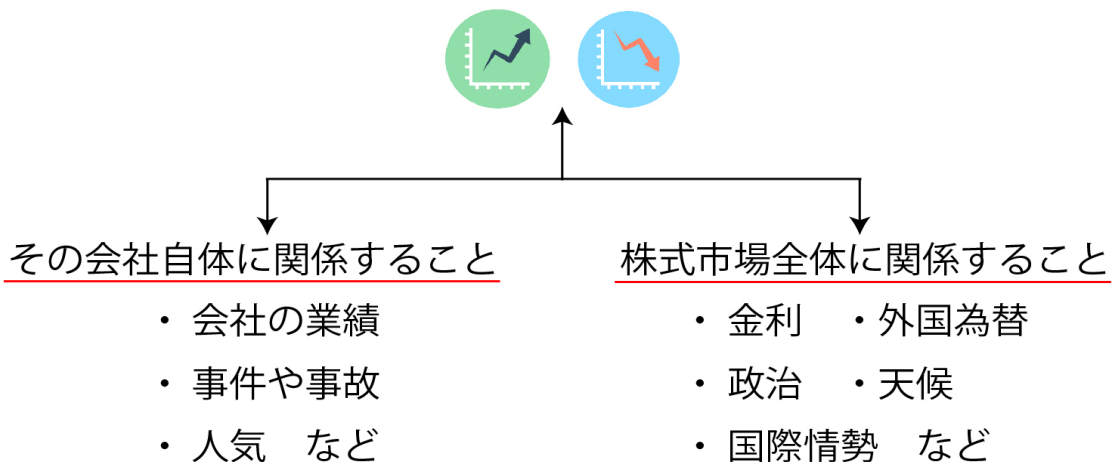 その会社自体に関係すること
・ 会社の業績
・ 事件や事故
・ 人気　など
株式市場全体に関係すること
・ 金利　・外国為替
・ 政治　・天候
・ 国際情勢　など